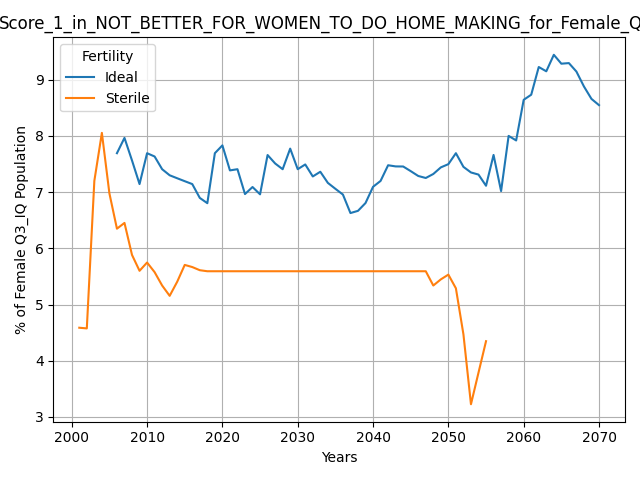 Score_1_in_NOT_BETTER_FOR_WOMEN_TO_DO_HOME_MAKING_for_Female_Q
Fertility
Ideal
Sterile
% of Female Q3_IQ Population
9
8
7
6
5
4
3
2000 2010 2020 2030 2040 2050 2060 2070
Years